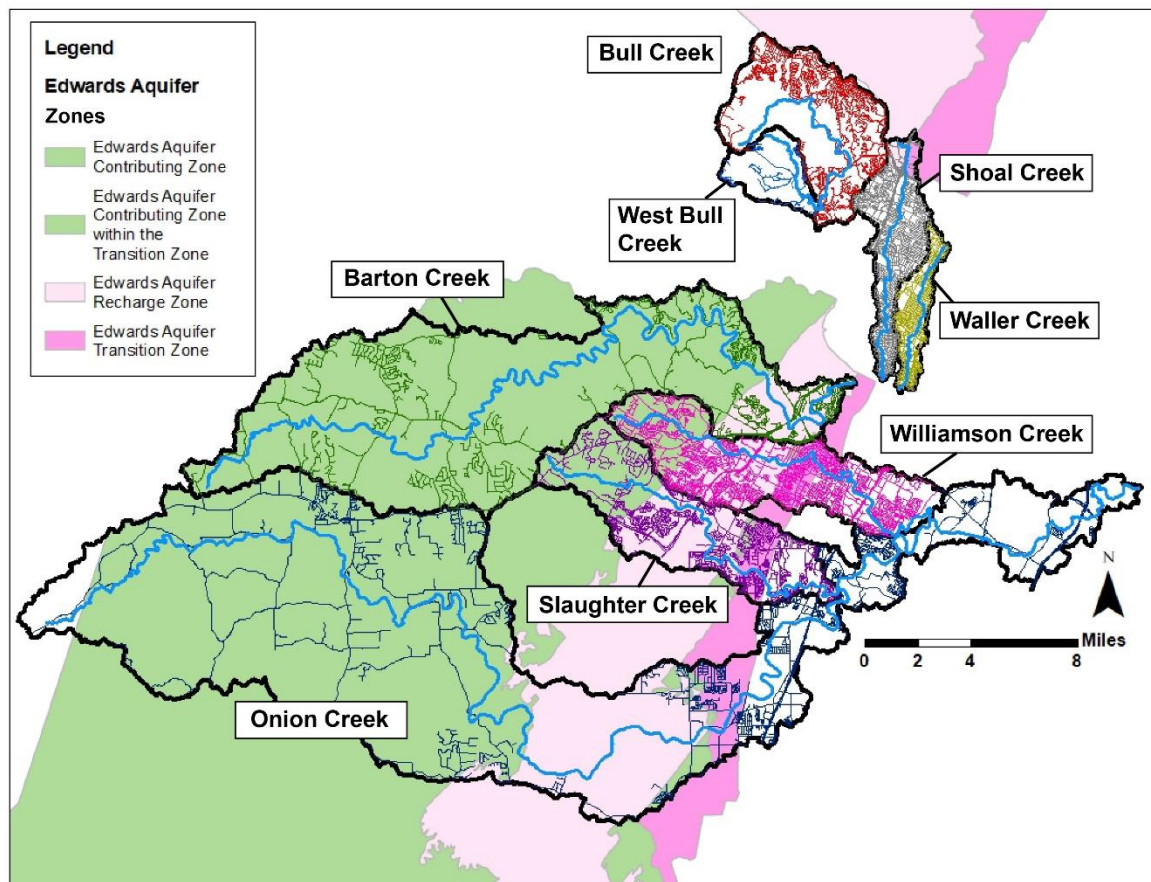 Legend
Edwards Aquifer
Zones
Edwards Aquifer
Contributing Zone
Edwards Aquifer
Contributing Zone
within the
Transition Zone
Edwards Aquifer
Recharge Zone
Edwards Aquifer
Transition Zone
Bull Creek
Shoal Creek
West Bull
Creek
Barton Creek
Waller Creek
Williamson Creek
Slaughter Creek
Onion Creek
N
Miles
0 2 4 8